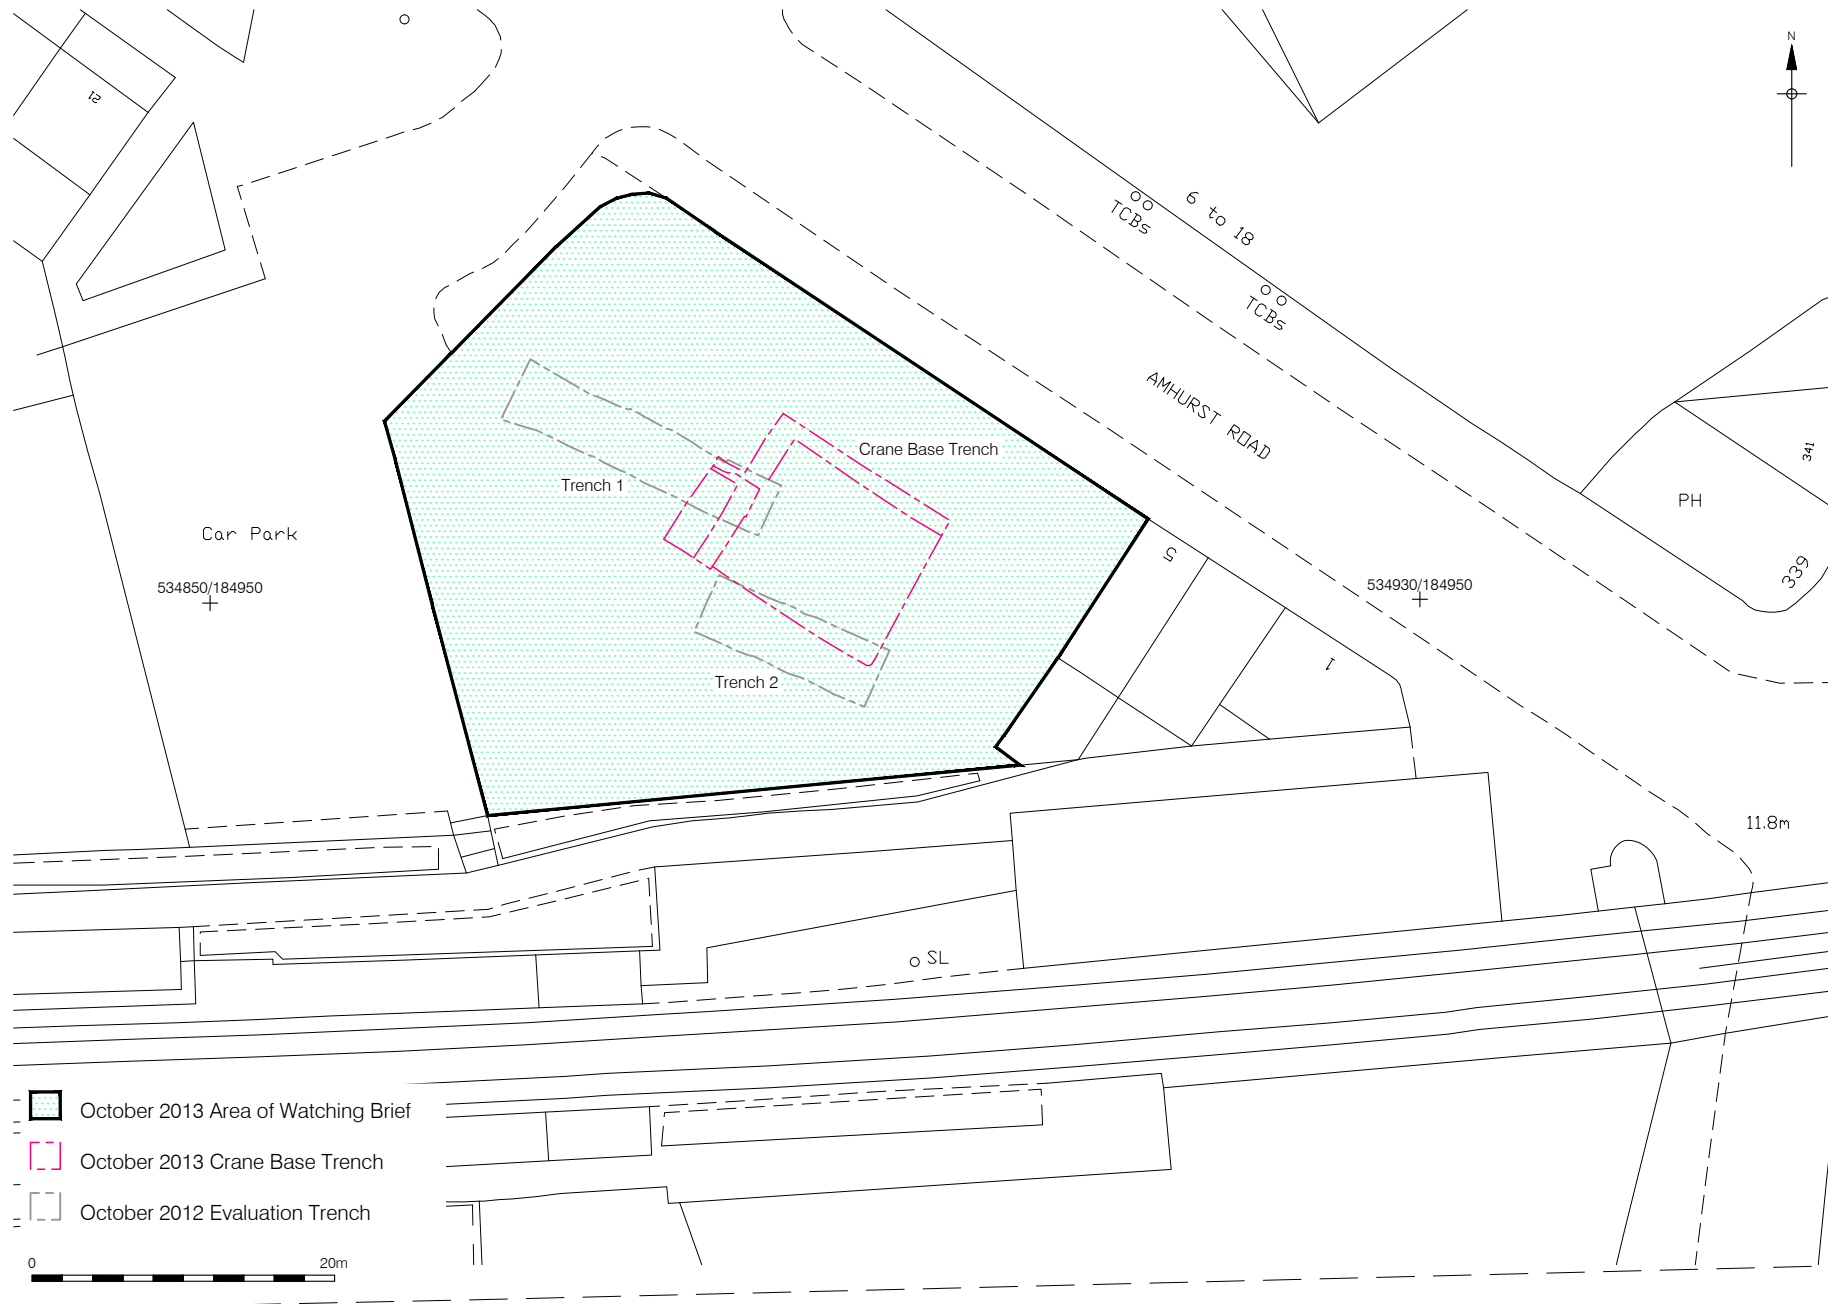 N
21
6 to 18
TCBs
TCBs
AMHURST ROAD
Crane Base Trench
Trench 1
341
PH
Car Park
5
339
534850/184950
534930/184950
1
Trench 2
11.8m
SL
October 2013 Area of Watching Brief
October 2013 Crane Base Trench
October 2012 Evaluation Trench
0 20m